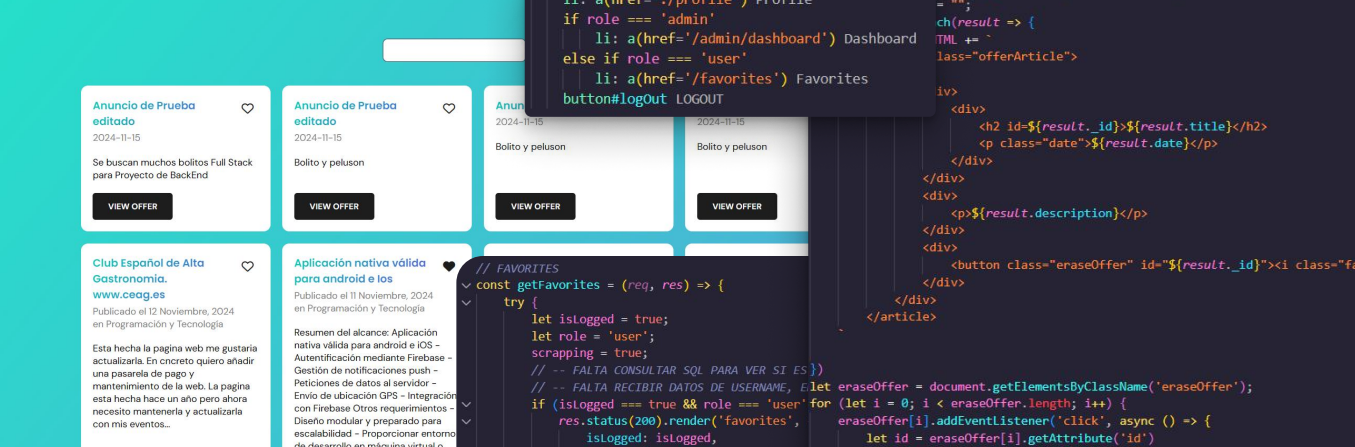 li: a(href='./profile') Profile
if role === 'admin'
li: a(href='/admin/dashboard') Dashboard
else if role === 'user'
li: a(href='/favorites') Favorites
button#logOut LOGOUT
= "";
ch(result => {
TML += `
lass="offerArticle">
iv>
<div>
<h2 id=${result._id}>${result.title}</h2>
<p class="date">${result.date}</p>
</div>
</div>
<div>
<p>${result.description}</p>
</div>
<div>
<button class="eraseOffer" id="${result._id}"><i class="fa
</div>
</div>
</article>
`
})
let eraseOffer = document.getElementsByClassName('eraseOffer');
for (let i = 0; i < eraseOffer.length; i++) {
eraseOffer[i].addEventListener('click', async () => {
let id = eraseOffer[i].getAttribute('id')
Anuncio de Prueba
editado
2024-11-15
Se buscan muchos bolitos Full Stack
para Proyecto de BackEnd
VIEW OFFER
Anuncio de Prueba
editado
2024-11-15
Bolito y peluson
VIEW OFFER
Anun
2024-11-15
Bolito y peluson
VIEW OFFER
2024-11-15
Bolito y peluson
VIEW OFFER
Club Español de Alta
Gastronomía.
www.ceag.es
Publicado el 12 Noviembre, 2024
en Programación y Tecnología
Esta hecha la pagina web me gustaria
actualizarla. En cncreto quiero añadir
una pasarela de pago y
mantenimiento de la web. La pagina
esta hecha hace un año pero ahora
necesito mantenerla y actualizarla
con mis eventos...
Aplicación nativa válida
para android e Ios
Publicado el 11 Noviembre, 2024
en Programación y Tecnología
Resumen del alcance: Aplicación
nativa válida para android e iOS -
Autentificación mediante Firebase -
Gestión de notificaciones push -
Peticiones de datos al servidor -
Envío de ubicación GPS - Integración
con Firebase Otros requerimientos -
Diseño modular y preparado para
escalabilidad - Proporcionar entorno
de desarrollo en máquina virtual o
// FAVORITES
const getFavorites = (req, res) => {
try {
let isLogged = true;
let role = 'user';
scrapping = true;
// -- FALTA CONSULTAR SQL PARA VER SI ES
// -- FALTA RECIBIR DATOS DE USERNAME, E
if (isLogged === true && role === 'user'
res.status(200).render('favorites',
isLogged: isLogged,